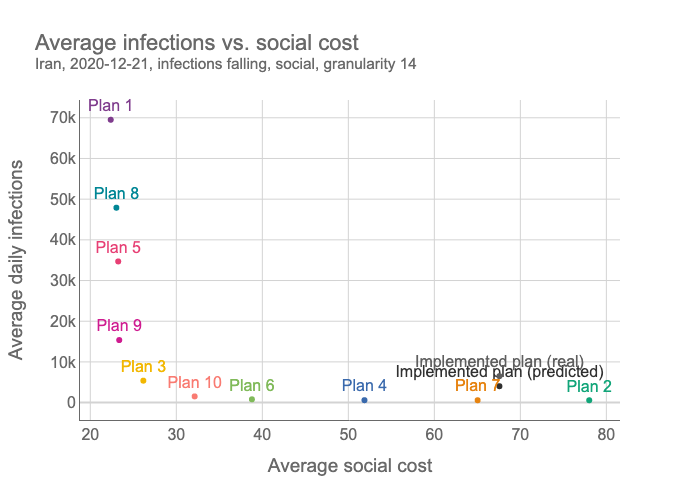 Average infections vs. social cost
Iran, 2020-12-21, infections falling, social, granularity 14
Plan 1
70k
60k
Plan 8
50k
Plan 5
40k
30k
Plan 9
20k
Plan 3
Implemented plan (real)
10k
Implemented plan (predicted)
Plan 10
Plan 6
Plan 4
Plan 7
Plan 2
0
20
30
40
50
60
70
80
Average social cost
Average daily infections